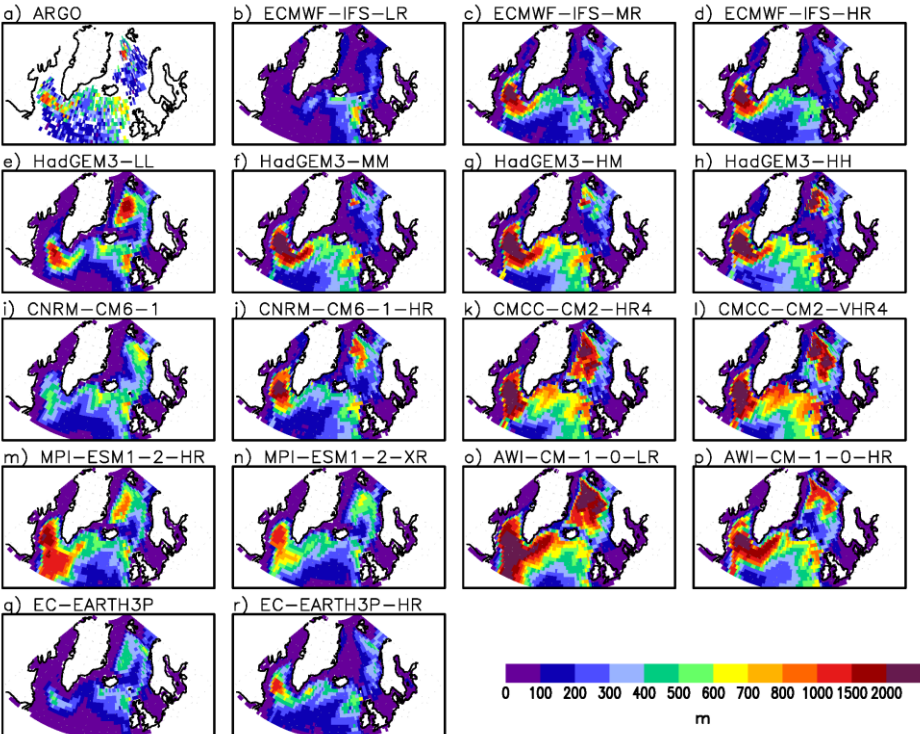 a) ARGO
b) ECMWF-IFS-LR
c) ECMWF-IFS-MR
d) ECMWF-IFS-HR
e) HadGEM3-LL
f) HadGEM3-MM
g) HadGEM3-HM
h) HadGEM3-HH
i) CNRM-CM6-1
j) CNRM-CM6-1-HR
k) CMCC-CM2-HR4
l) CMCC-CM2-VHR4
m) MPI-ESM1-2-HR
n) MPI-ESM1-2-XR
o) AWI-CM-1-0-LR
p) AWI-CM-1-0-HR
q) EC-EARTH3P
r) EC-EARTH3P-HR
0 100 200 300 400 500 600 700 800 1000 1500 2000
m